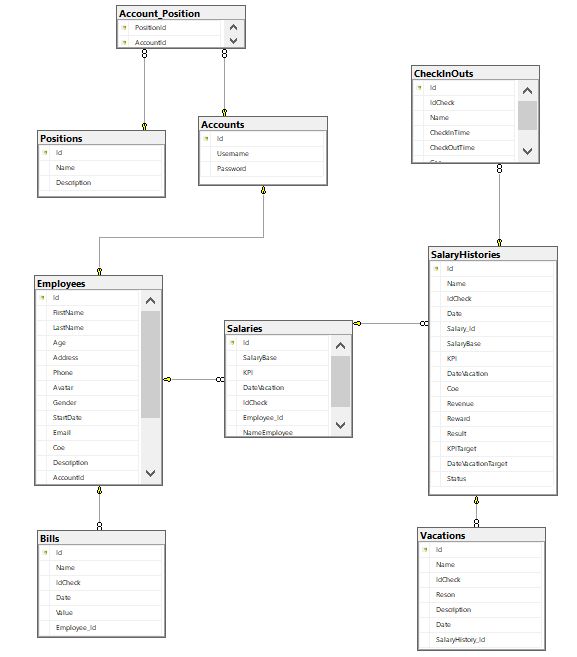 Account_Position
PositionId
AccountId
CheckInOuts
Id
IdCheck
Name
CheckInTime
CheckOutTime
Coe
Positions
Id
Name
Description
Accounts
Id
Username
Password
SalaryHistories
Id
Name
IdCheck
Date
Salary_Id
SalaryBase
KPI
DateVacation
Coe
Revenue
Reward
Result
KPITarget
DateVacationTarget
Status
Employees
Id
FirstName
LastName
Age
Address
Phone
Avatar
Gender
StartDate
Email
Coe
Description
AccountId
Salaries
Id
SalaryBase
KPI
DateVacation
IdCheck
Employee_Id
NameEmployee
Bills
Id
Name
IdCheck
Date
Value
Employee_Id
Vacations
Id
Name
IdCheck
Reson
Description
Date
SalaryHistory_Id